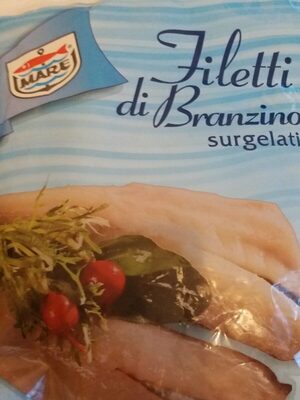 MARE
Filetti
di Branzino
surgelati